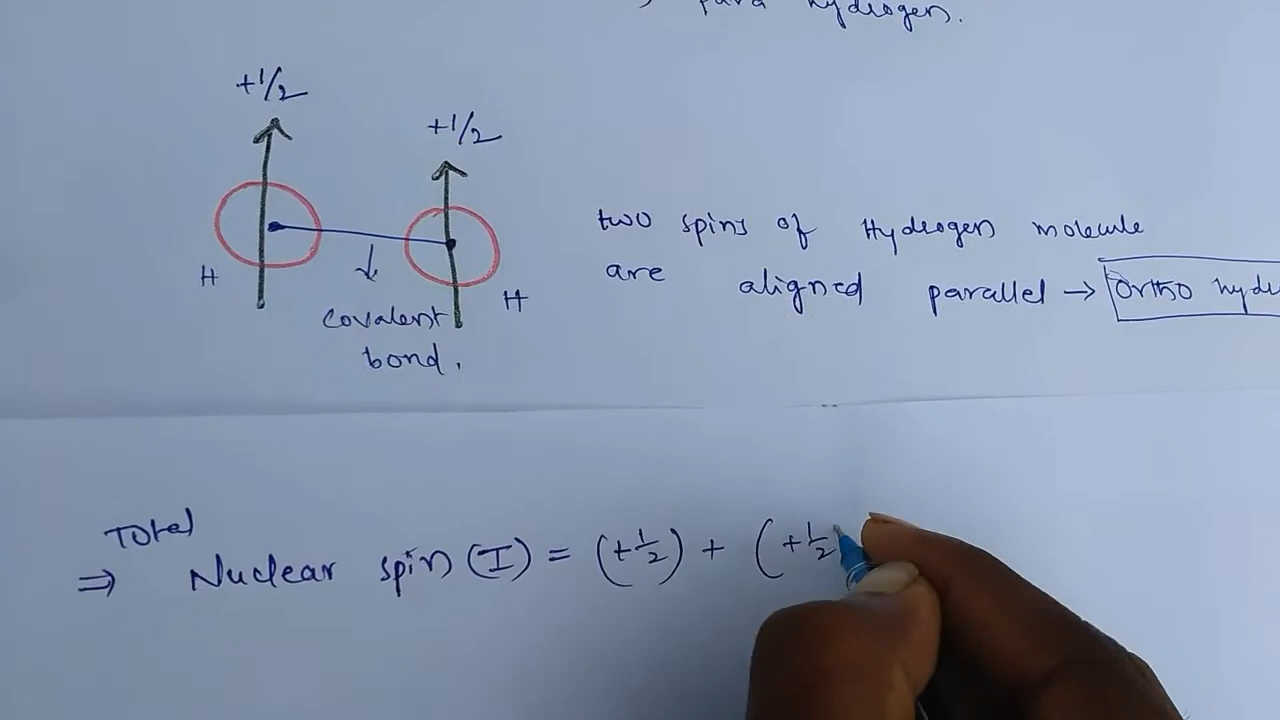 para hydrogen.
+1/2
+1/2
H
H
covalent
bond.
two spins of Hydrogen molecule
are aligned parallel → Ortho
Total
⇒ Nuclear spin (I) = (+1/2) + (+1/2